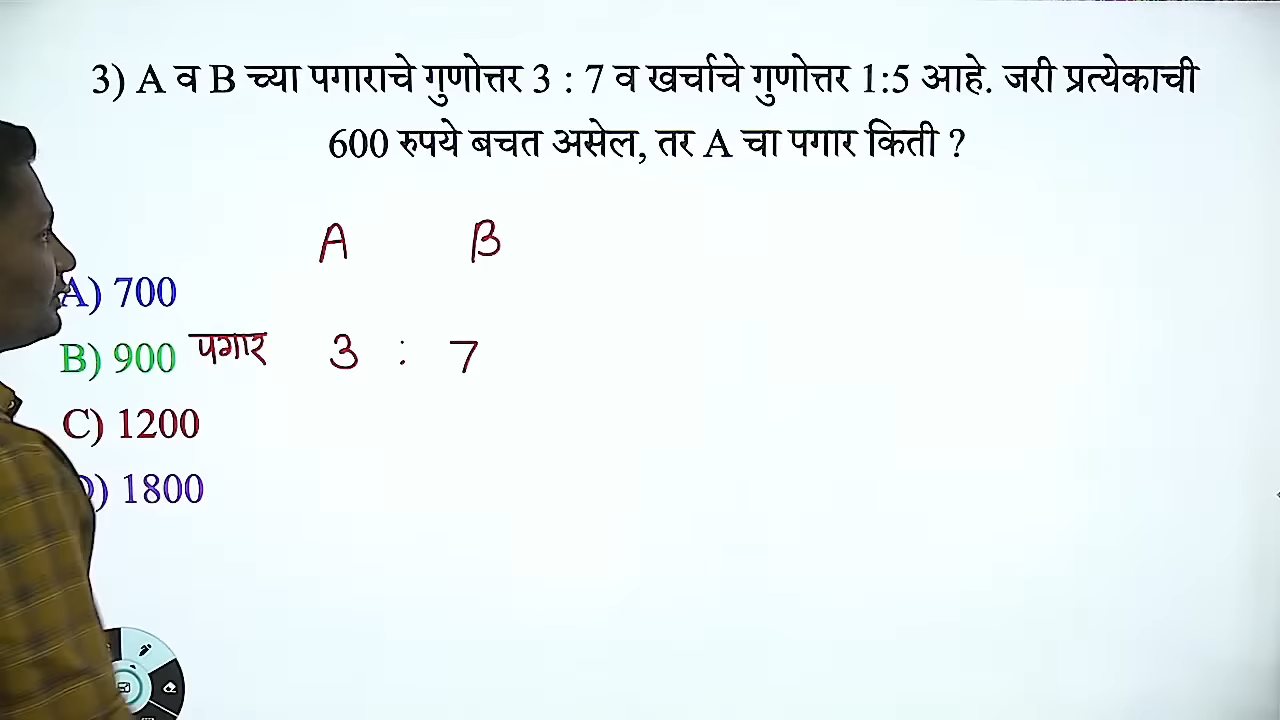 3) A व B च्या पगाराचे गुणोत्तर 3 : 7 व खर्चाचे गुणोत्तर 1:5 आहे. जरी प्रत्येकाची
600 रुपये बचत असेल, तर A चा पगार किती ?
A B
A) 700
B) 900
पगार 3 : 7
C) 1200
D) 1800